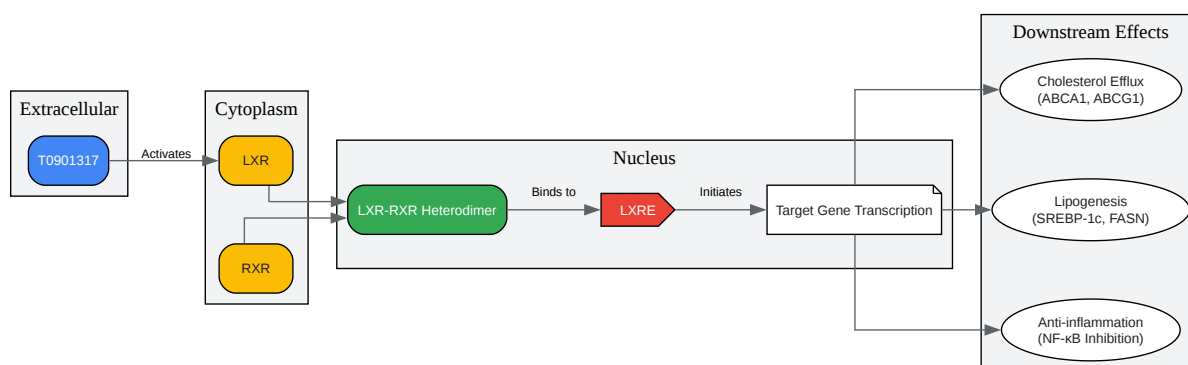 Extracellular
T0901317
Activates
Cytoplasm
LXR
RXR
Nucleus
LXR-RXR Heterodimer
Binds to
LXRE
Initiates
Target Gene Transcription
Downstream Effects
Cholesterol Efflux
(ABCA1, ABCG1)
Lipogenesis
(SREBP-1c, FASN)
Anti-inflammation
(NF-κB Inhibition)